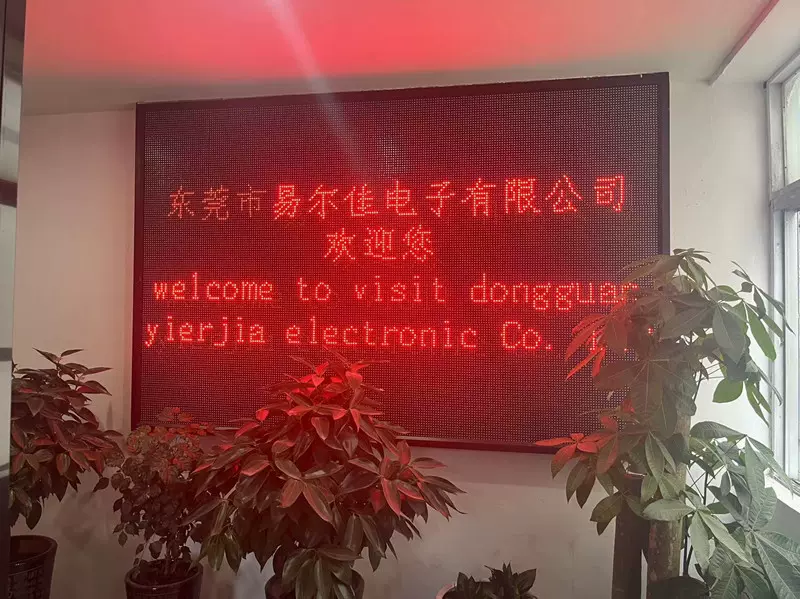 东莞市易尔佳电子有限公司
欢迎您
welcome to visit dongguan
yierjia electronic Co.